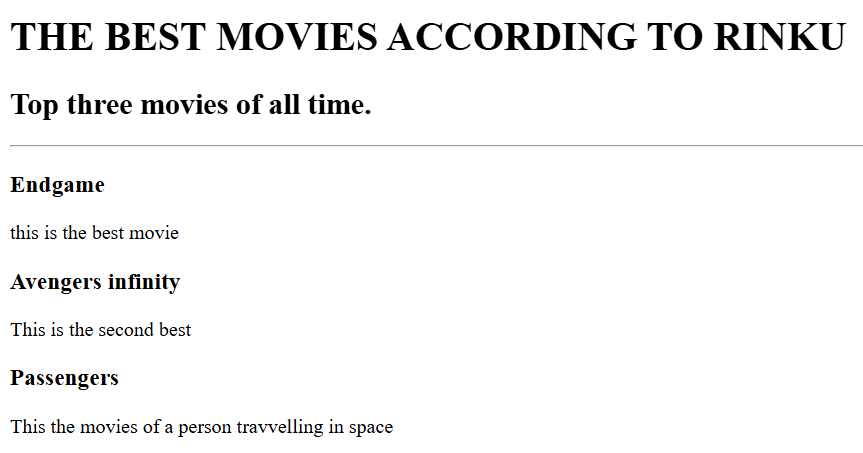 THE BEST MOVIES ACCORDING TO RINKU
Top three movies of all time.
Endgame
this is the best movie
Avengers infinity
This is the second best
Passengers
This the movies of a person travvelling in space